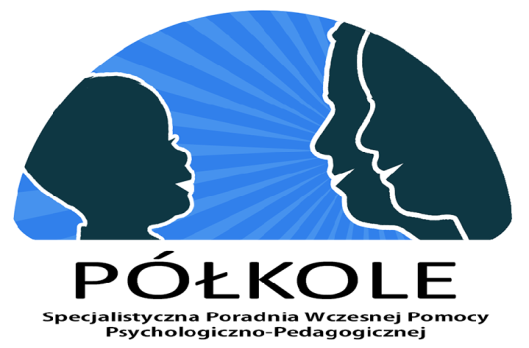 PÓŁKOLE
Specjalistyczna Poradnia Wczesnej Pomocy
Psychologiczno-Pedagogicznej